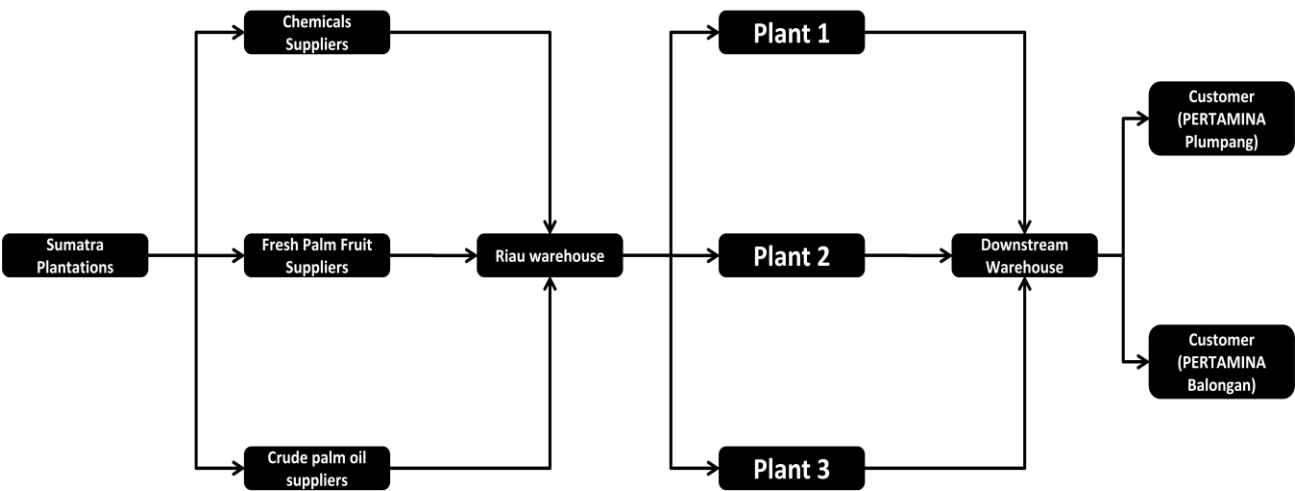 Chemicals
Suppliers
Plant 1
Customer
(PERTAMINA
Plumpang)
Sumatra
Plantations
Fresh Palm Fruit
Suppliers
Riau warehouse
Plant 2
Downstream
Warehouse
Customer
(PERTAMINA
Balongan)
Crude palm oil
suppliers
Plant 3